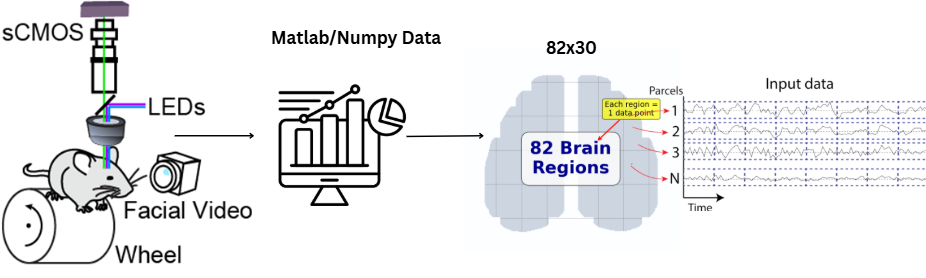 sCMOS
LEDs
Facial Video
Wheel
Matlab/Numpy Data
82x30
82 Brain
Regions
Each region =
1 data point
Parcels
1
2
3
N
Input data
Time